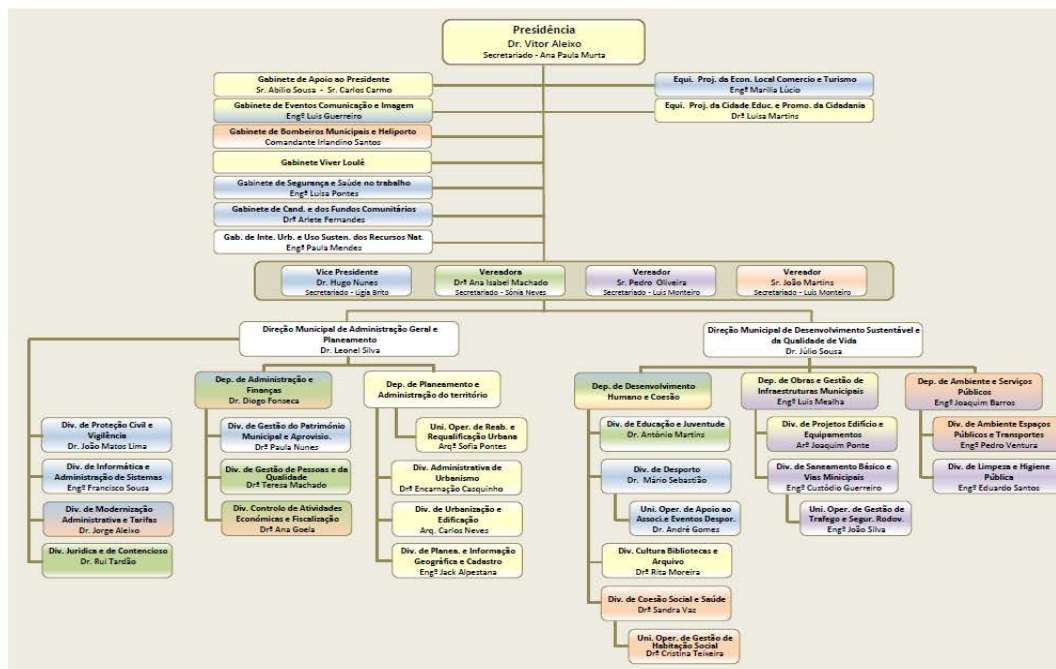 Presidência
Dr. Vitor Aleixo
Secretariado - Ana Paula Murta
Gabinete de Apoio ao Presidente
Sr. Abilio Sousa - Sr. Carlos Carmo
Equi. Proj. da Econ. Local Comercio e Turismo
Engª Marilia Lúcio
Gabinete de Eventos Comunicação e Imagem
Engº Luis Guerreiro
Equi. Proj. da Cidade Educ. e Promo. da Cidadania
Drª Luisa Martins
Gabinete de Bombeiros Municipais e Heliporto
Comandante Irlandino Santos
Gabinete Viver Loulé
Gabinete de Segurança e Saúde no trabalho
Engª Luisa Pontes
Gabinete de Cand. e dos Fundos Comunitários
Drª Arlete Fernandes
Gab. de Inte. Urb. e Uso Susten. dos Recursos Nat.
Engª Paula Mendes
Vice Presidente
Dr. Hugo Nunes
Secretariado - Ligia Brito
Vereadora
Drª Ana Isabel Machado
Secretariado - Sónia Neves
Vereador
Sr. Pedro Oliveira
Secretariado - Luis Monteiro
Vereador
Sr. João Martins
Secretariado - Luis Monteiro
Direção Municipal de Administração Geral e
Planeamento
Dr. Leonel Silva
Direção Municipal de Desenvolvimento Sustentável e
da Qualidade de Vida
Dr. Júlio Sousa
Dep. de Administração e
Finanças
Dr. Diogo Fonseca
Dep. de Planeamento e
Administração do território
Dep. de Desenvolvimento
Humano e Coesão
Dep. de Obras e Gestão de
Infraestruturas Municipais
Engº Luis Mealha
Dep. de Ambiente e Serviços
Públicos
Engº Joaquim Barros
Div. de Proteção Civil e
Vigilência
Dr. João Matos Lima
Div. de Informática e
Administração de Sistemas
Engº Francisco Sousa
Div. de Modernização
Administrativa e Tarifas
Dr. Jorge Aleixo
Div. Juridica e de Contencioso
Dr. Rui Tardão
Div. de Gestão do Património
Municipal e Aprovisio.
Drª Paula Nunes
Div. de Gestão de Pessoas e da
Qualidade
Drª Teresa Machado
Div. Controlo de Atividades
Económicas e Fiscalização
Drª Ana Goela
Uni. Oper. de Reab. e
Requalificação Urbana
Arqª Sofia Pontes
Div. Administrativa de
Urbanismo
Drª Encarnação Casquinho
Div. de Urbanização e
Edificação
Arq. Carlos Neves
Div. de Planea. e Informação
Geográfica e Cadastro
Engº Jack Alpestana
Div. de Educação e Juventude
Dr. António Martins
Div. de Desporto
Dr. Mário Sebastião
Uni. Oper. de Apoio ao
Associ. e Eventos Despor.
Dr. André Gomes
Div. Cultura Bibliotecas e
Arquivo
Drª Rita Moreira
Div. de Coesão Social e Saúde
Drª Sandra Vaz
Uni. Oper. de Gestão de
Habitação Social
Drª Cristina Teixeira
Div. de Projetos Edificio e
Equipamentos
Arº Joaquim Ponte
Div. de Saneamento Básico e
Vias Minicipais
Engº Custódio Guerreiro
Uni. Oper. de Gestão de
Trafego e Segur. Rodov.
Engº João Silva
Div. de Ambiente Espaços
Públicos e Transportes
Engº Pedro Ventura
Div. de Limpeza e Higiene
Pública
Engº Eduardo Santos